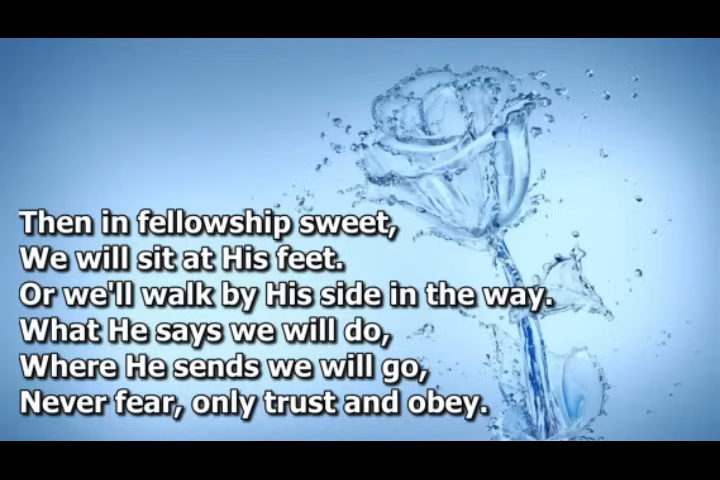 Then in fellowship sweet,
We will sit at His feet.
Or we'll walk by His side in the way.
What He says we will do,
Where He sends we will go,
Never fear, only trust and obey.